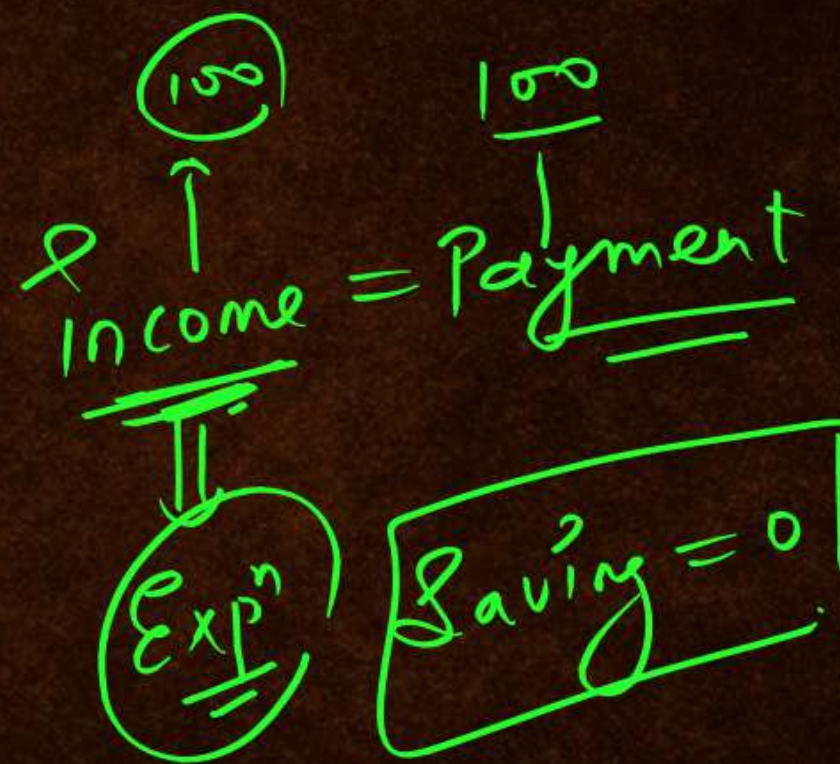 100 100
income = Payment
Expⁿ
Saving = 0